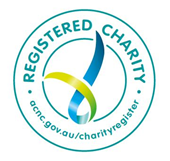 • REGISTERED CHARITY •
acnc.gov.au/charityregister